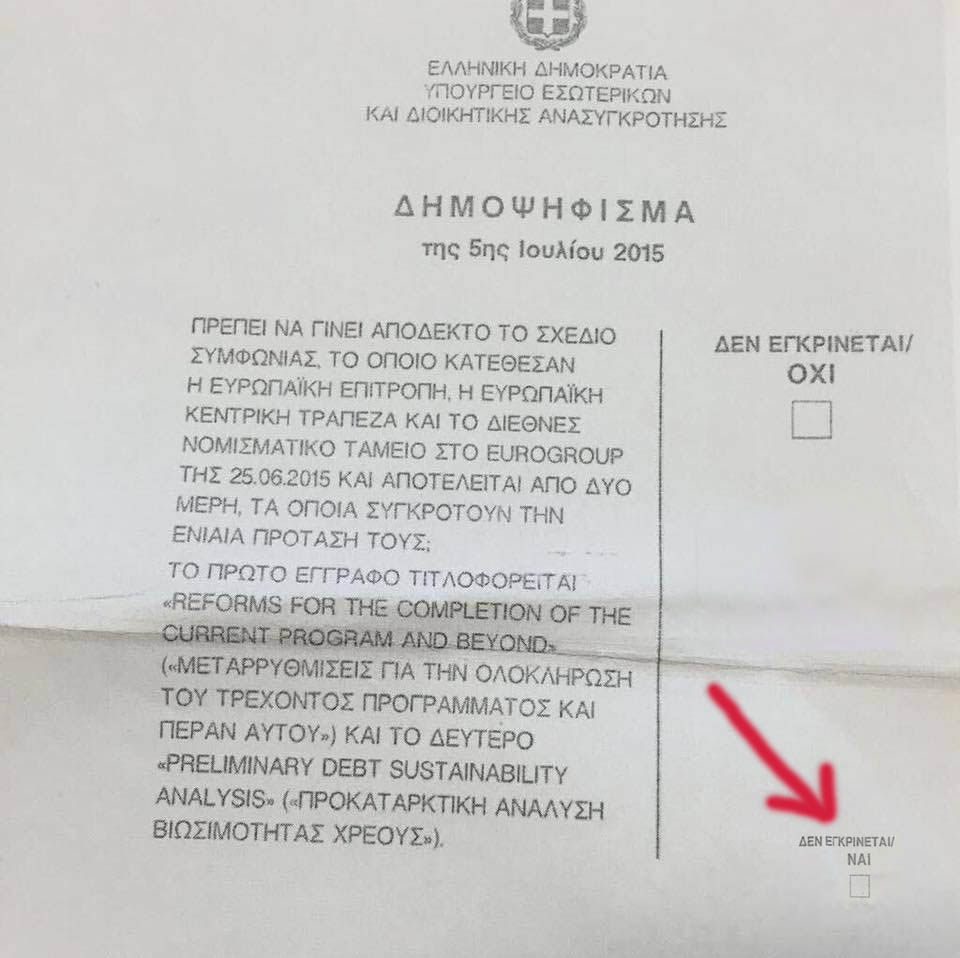 ΕΛΛΗΝΙΚΗ ΔΗΜΟΚΡΑΤΙΑ
ΥΠΟΥΡΓΕΙΟ ΕΣΩΤΕΡΙΚΩΝ
ΚΑΙ ΔΙΟΙΚΗΤΙΚΗΣ ΑΝΑΣΥΓΚΡΟΤΗΣΗΣ
ΔΗΜΟΨΗΦΙΣΜΑ
της 5ης Ιουλίου 2015
ΠΡΕΠΕΙ ΝΑ ΓΙΝΕΙ ΑΠΟΔΕΚΤΟ ΤΟ ΣΧΕΔΙΟ
ΣΥΜΦΩΝΙΑΣ, ΤΟ ΟΠΟΙΟ ΚΑΤΕΘΕΣΑΝ
Η ΕΥΡΩΠΑΪΚΗ ΕΠΙΤΡΟΠΗ, Η ΕΥΡΩΠΑΪΚΗ
ΚΕΝΤΡΙΚΗ ΤΡΑΠΕΖΑ ΚΑΙ ΤΟ ΔΙΕΘΝΕΣ
ΝΟΜΙΣΜΑΤΙΚΟ ΤΑΜΕΙΟ ΣΤΟ EUROGROUP
ΤΗΣ 25.06.2015 ΚΑΙ ΑΠΟΤΕΛΕΙΤΑΙ ΑΠΟ ΔΥΟ
ΜΕΡΗ, ΤΑ ΟΠΟΙΑ ΣΥΓΚΡΟΤΟΥΝ ΤΗΝ
ΕΝΙΑΙΑ ΠΡΟΤΑΣΗ ΤΟΥΣ;
ΤΟ ΠΡΩΤΟ ΕΓΓΡΑΦΟ ΤΙΤΛΟΦΟΡΕΙΤΑΙ
«REFORMS FOR THE COMPLETION OF THE
CURRENT PROGRAM AND BEYOND»
(«ΜΕΤΑΡΡΥΘΜΙΣΕΙΣ ΓΙΑ ΤΗΝ ΟΛΟΚΛΗΡΩΣΗ
ΤΟΥ ΤΡΕΧΟΝΤΟΣ ΠΡΟΓΡΑΜΜΑΤΟΣ ΚΑΙ
ΠΕΡΑΝ ΑΥΤΟΥ») ΚΑΙ ΤΟ ΔΕΥΤΕΡΟ
«PRELIMINARY DEBT SUSTAINABILITY
ANALYSIS» («ΠΡΟΚΑΤΑΡΚΤΙΚΗ ΑΝΑΛΥΣΗ
ΒΙΩΣΙΜΟΤΗΤΑΣ ΧΡΕΟΥΣ»).
ΔΕΝ ΕΓΚΡΙΝΕΤΑΙ/
ΟΧΙ
ΔΕΝ ΕΓΚΡΙΝΕΤΑΙ/
ΝΑΙ